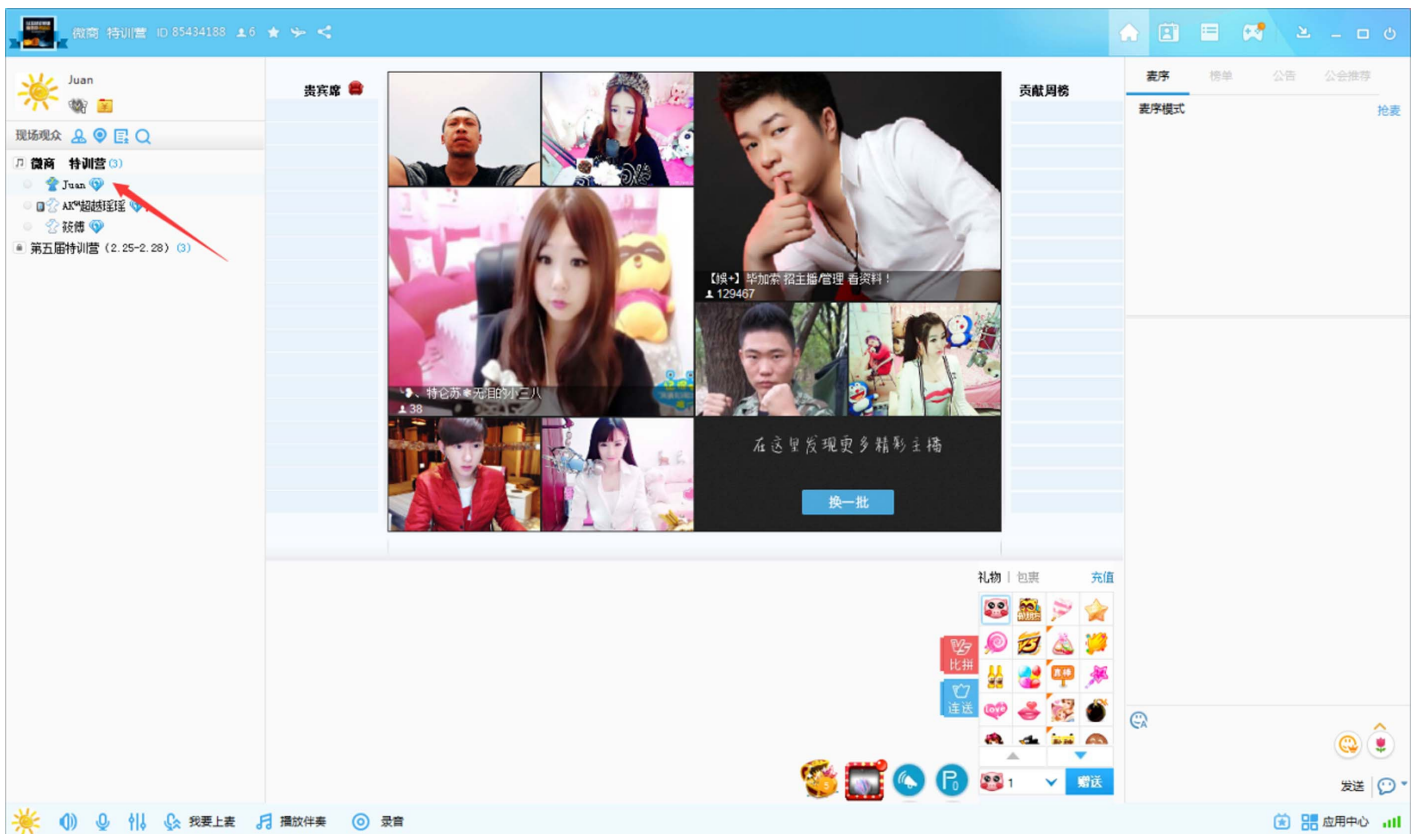 微商 特训营 ID 85434188 6
Juan
现场观众
微商 特训营(3)
Juan
AK™超越瑶瑶
筱傅
第五届特训营（2.25-2.28）(3)
贵宾席
【娱+】毕加索 招主播/管理 看资料！
129467
、特仑苏*无泪的小三八
38
在这里发现更多精彩主播
换一批
贡献周榜
麦序 榜单 公告 公会推荐
麦序模式 抢麦
礼物 | 包裹 充值
VS
比拼
连送
Love
1
赠送
发送
我要上麦 播放伴奏 录音
应用中心